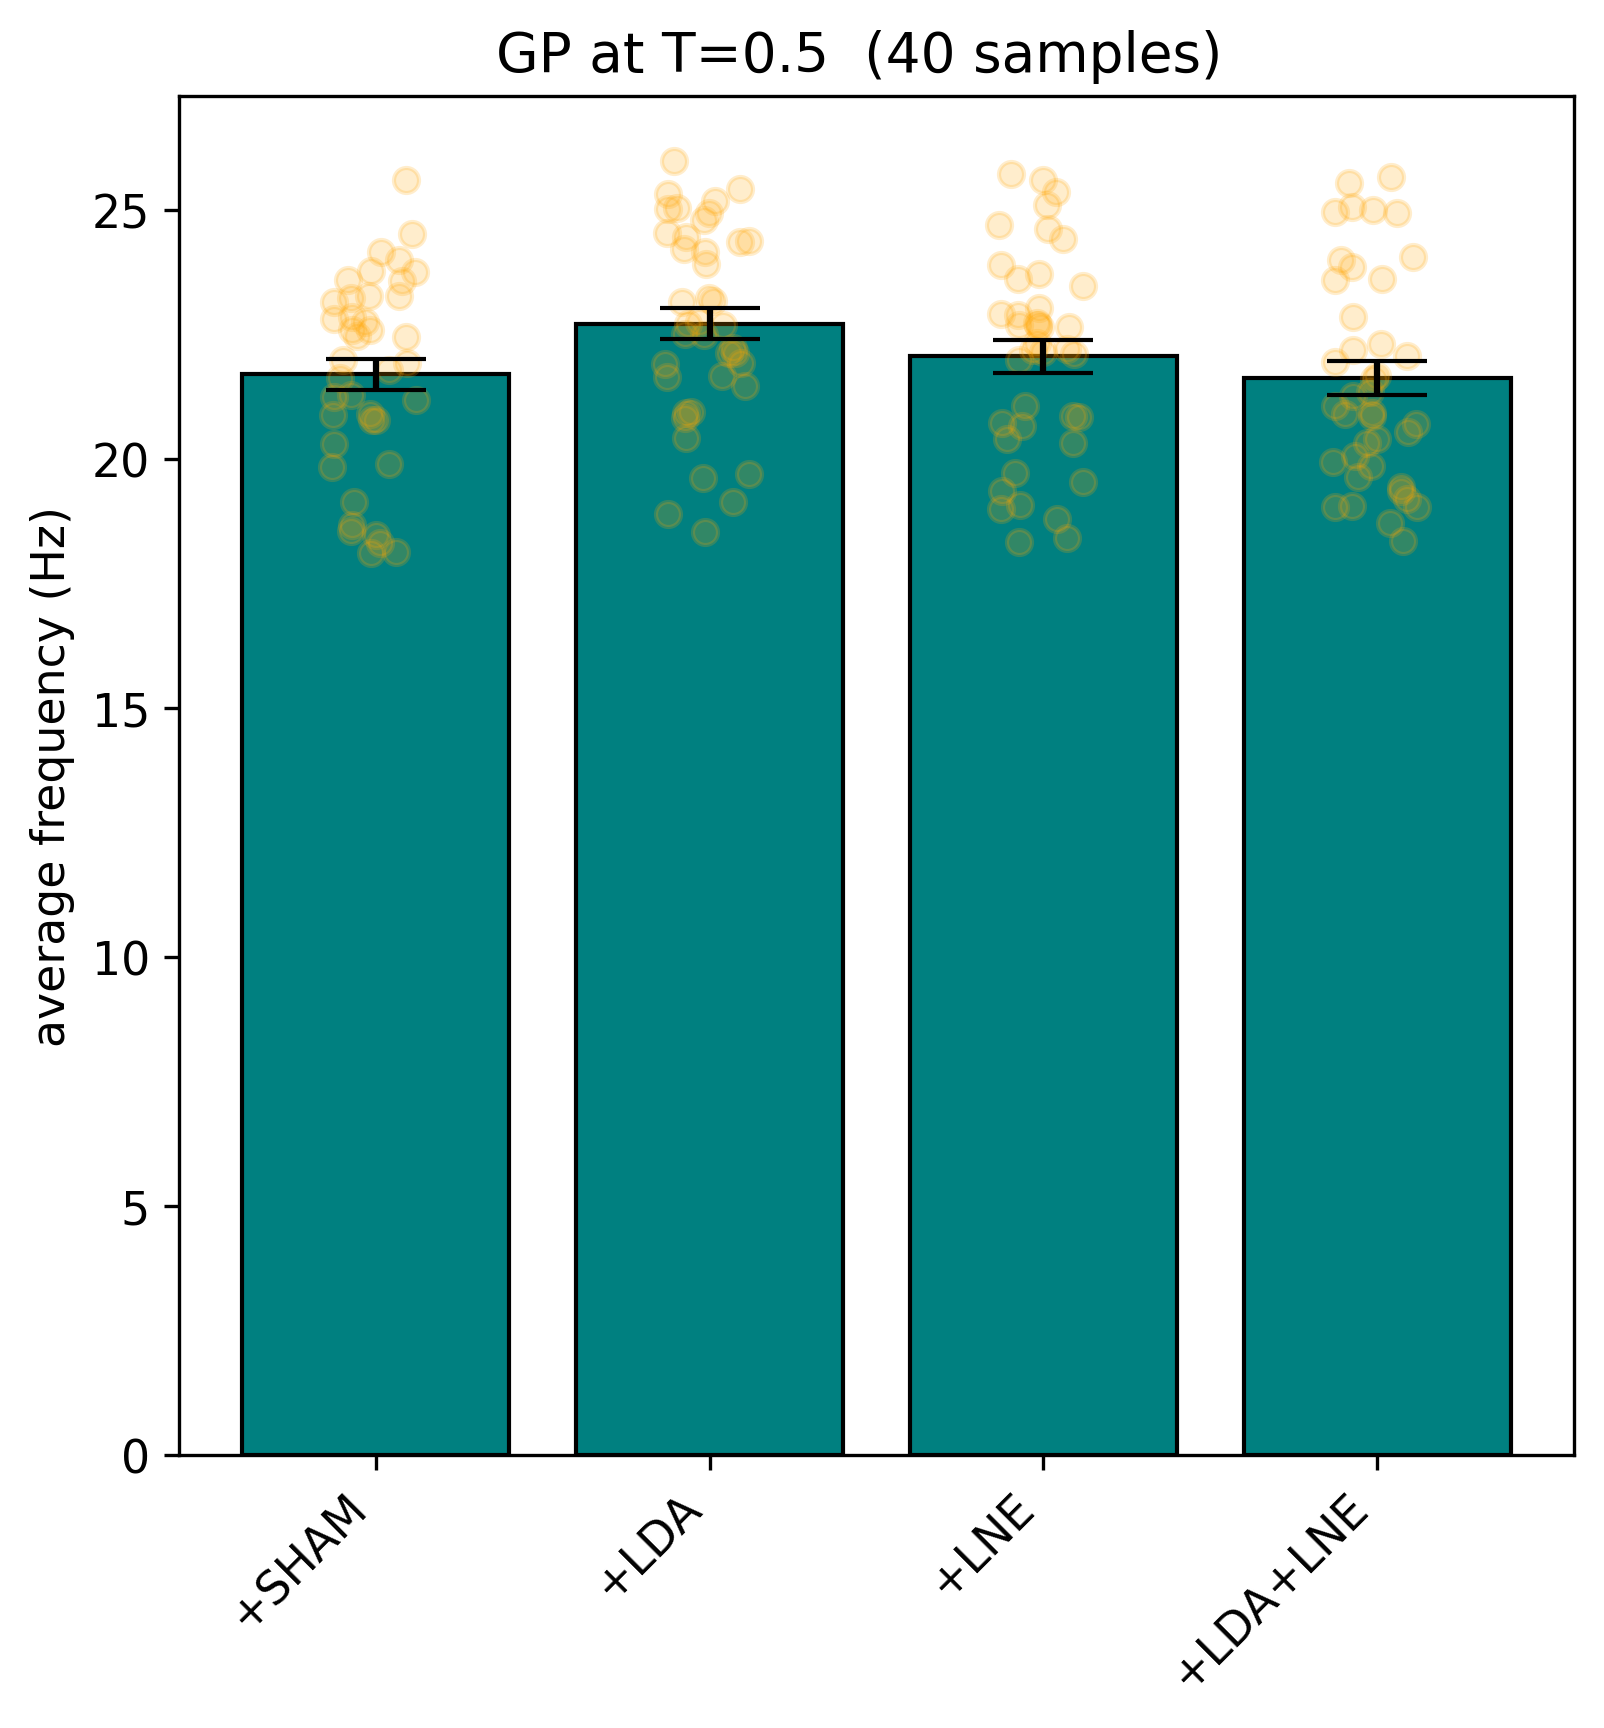 GP at T=0.5  (40 samples)
average frequency (Hz)
25
20
15
10
5
0
+SHAM
+LDA
+LNE
+LDA+LNE